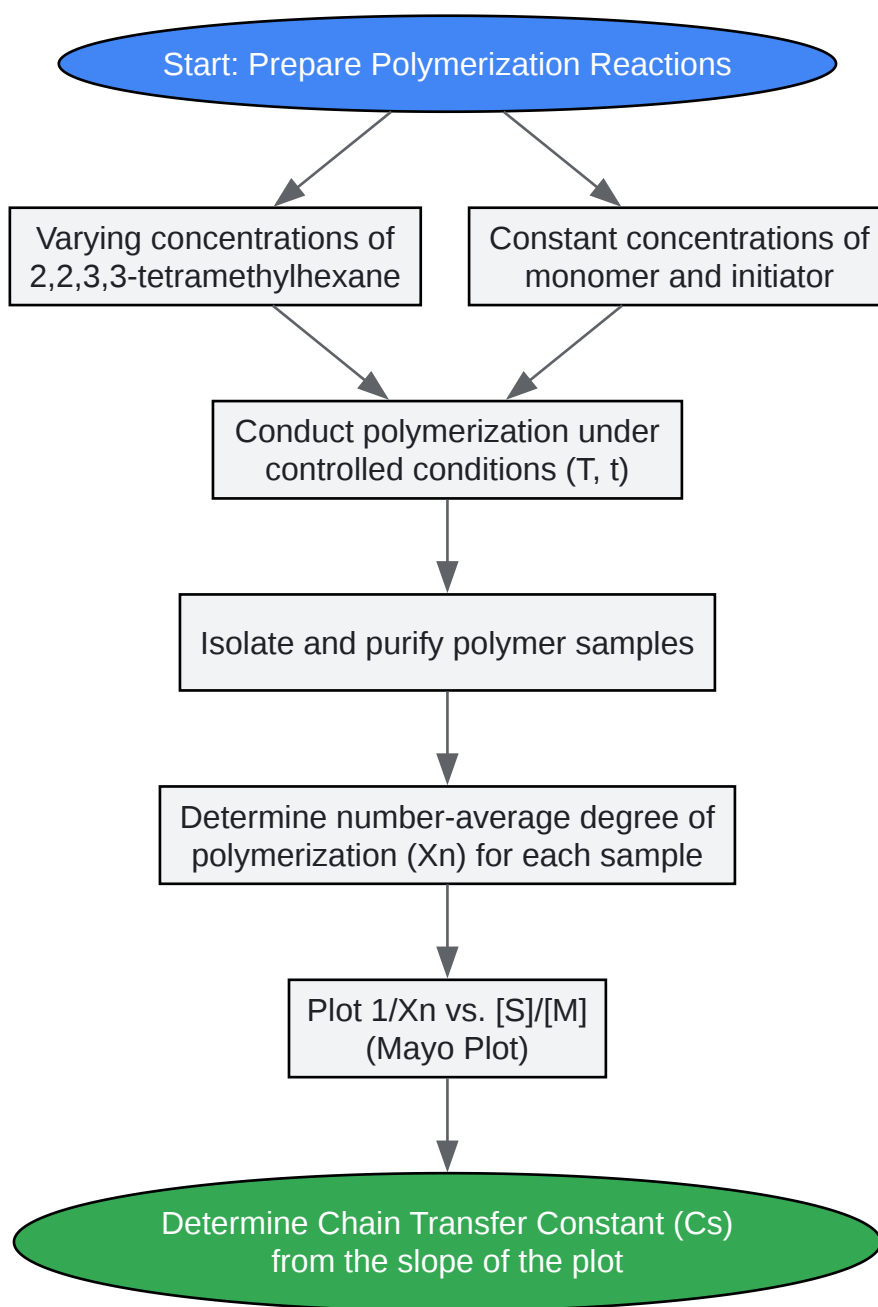 Start: Prepare Polymerization Reactions
Varying concentrations of
2,2,3,3-tetramethylhexane
Constant concentrations of
monomer and initiator
Conduct polymerization under
controlled conditions (T, t)
Isolate and purify polymer samples
Determine number-average degree of
polymerization (Xn) for each sample
Plot 1/Xn vs. [S]/[M]
(Mayo Plot)
Determine Chain Transfer Constant (Cs)
from the slope of the plot